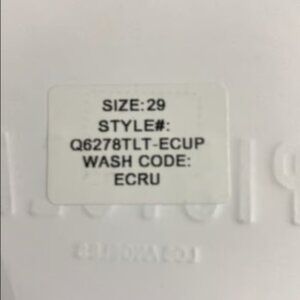 SIZE:29
STYLE#:
Q6278TLT-ECUP
WASH CODE:
ECRU